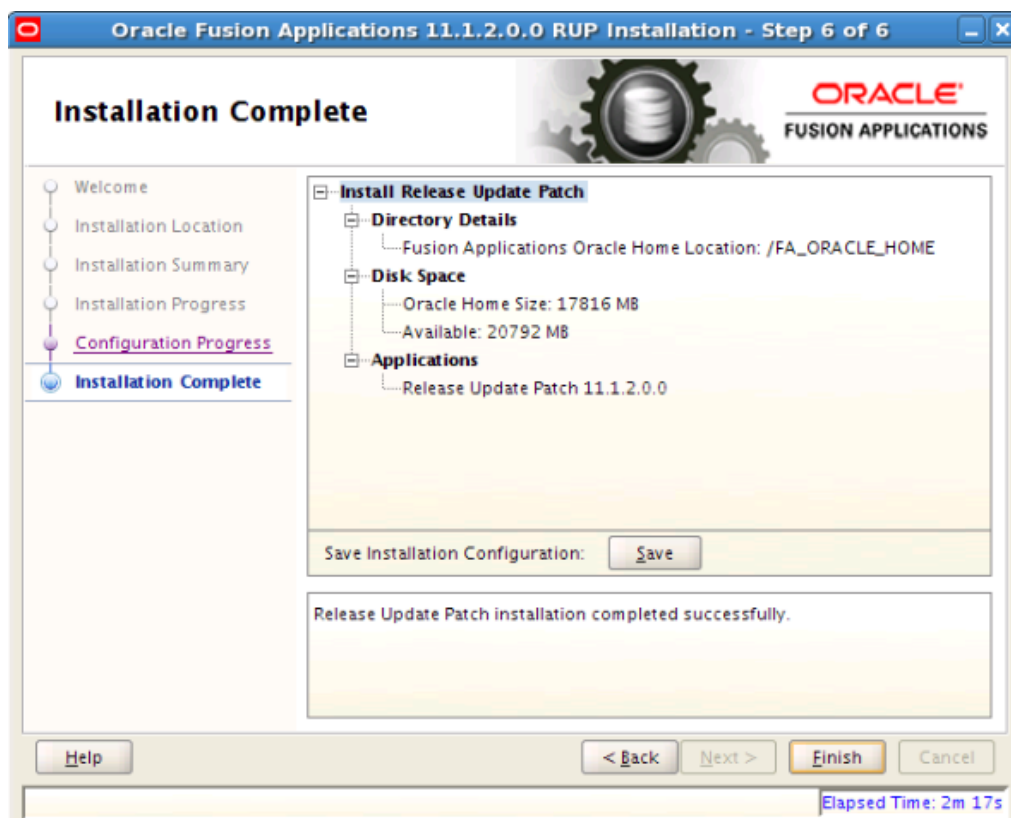 Oracle Fusion Applications 11.1.2.0.0 RUP Installation - Step 6 of 6
Installation Complete
ORACLE®
FUSION APPLICATIONS
Welcome
Installation Location
Installation Summary
Installation Progress
Configuration Progress
Installation Complete
Install Release Update Patch
Directory Details
Fusion Applications Oracle Home Location: /FA_ORACLE_HOME
Disk Space
Oracle Home Size: 17816 MB
Available: 20792 MB
Applications
Release Update Patch 11.1.2.0.0
Save Installation Configuration: Save
Release Update Patch installation completed successfully.
Help < Back Next > Finish Cancel
Elapsed Time: 2m 17s